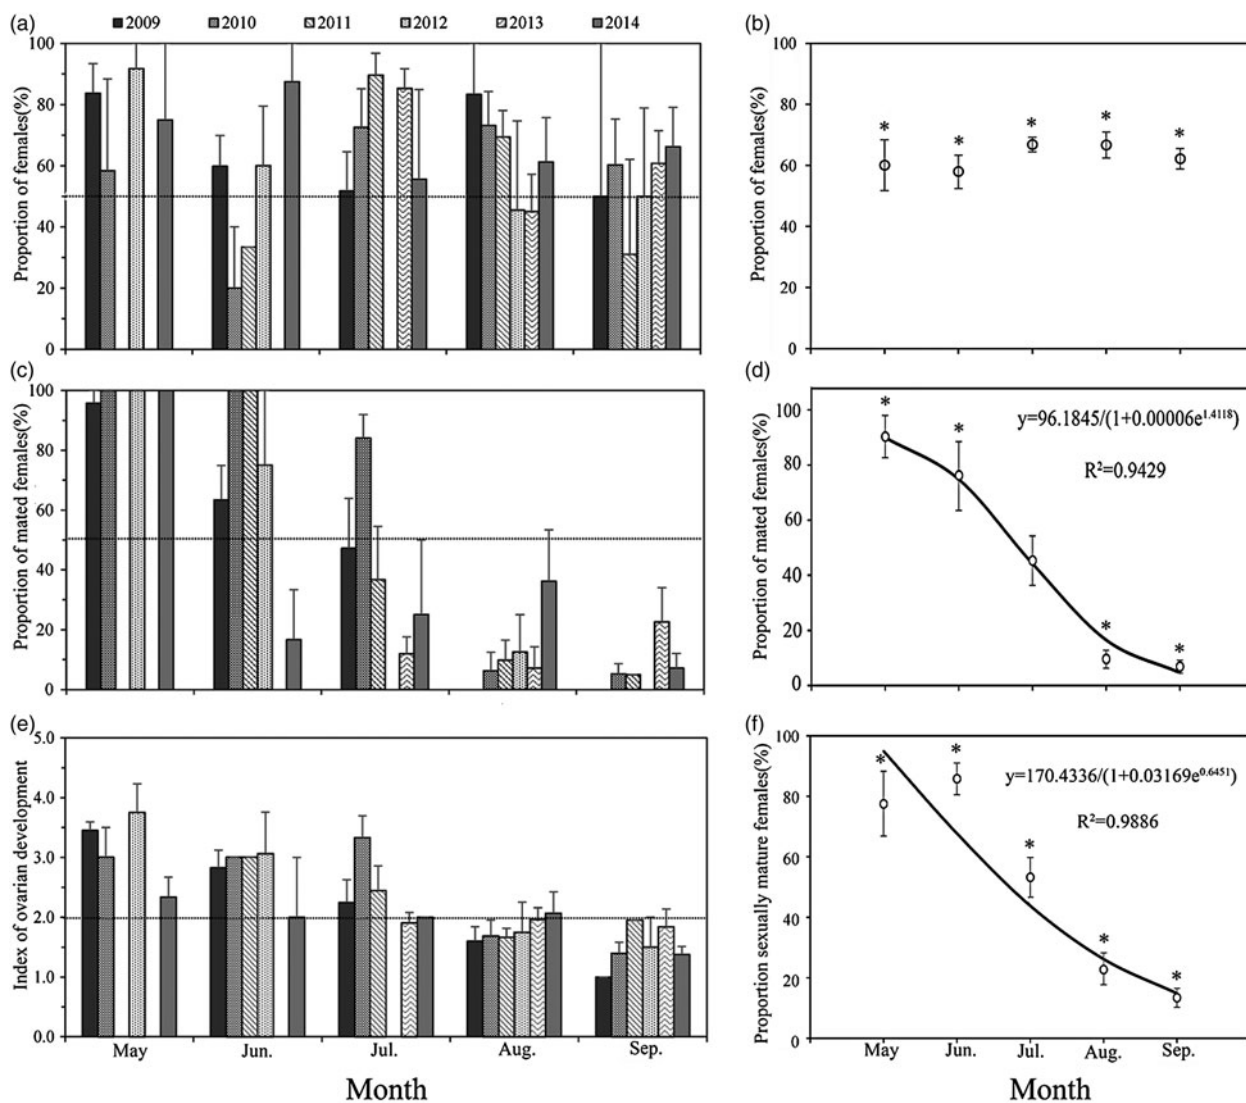 (a)
2009 2010 2011 2012 2013 2014
Proportion of females(%)
100
80
60
40
20
0
(b)
Proportion of females(%)
100
80
60
40
20
0
* * * * *
(c)
Proportion of mated females(%)
100
80
60
40
20
0
(d)
Proportion of mated females(%)
100
80
60
40
20
0
* * * *
y=96.1845/(1+0.00006e^1.4118)
R²=0.9429
(e)
Index of ovarian development
5.0
4.0
3.0
2.0
1.0
0.0
May Jun. Jul. Aug. Sep.
Month
(f)
Proportion sexually mature females(%)
100
80
60
40
20
0
* * * * *
y=170.4336/(1+0.03169e^0.6451)
R²=0.9886
May Jun. Jul. Aug. Sep.
Month